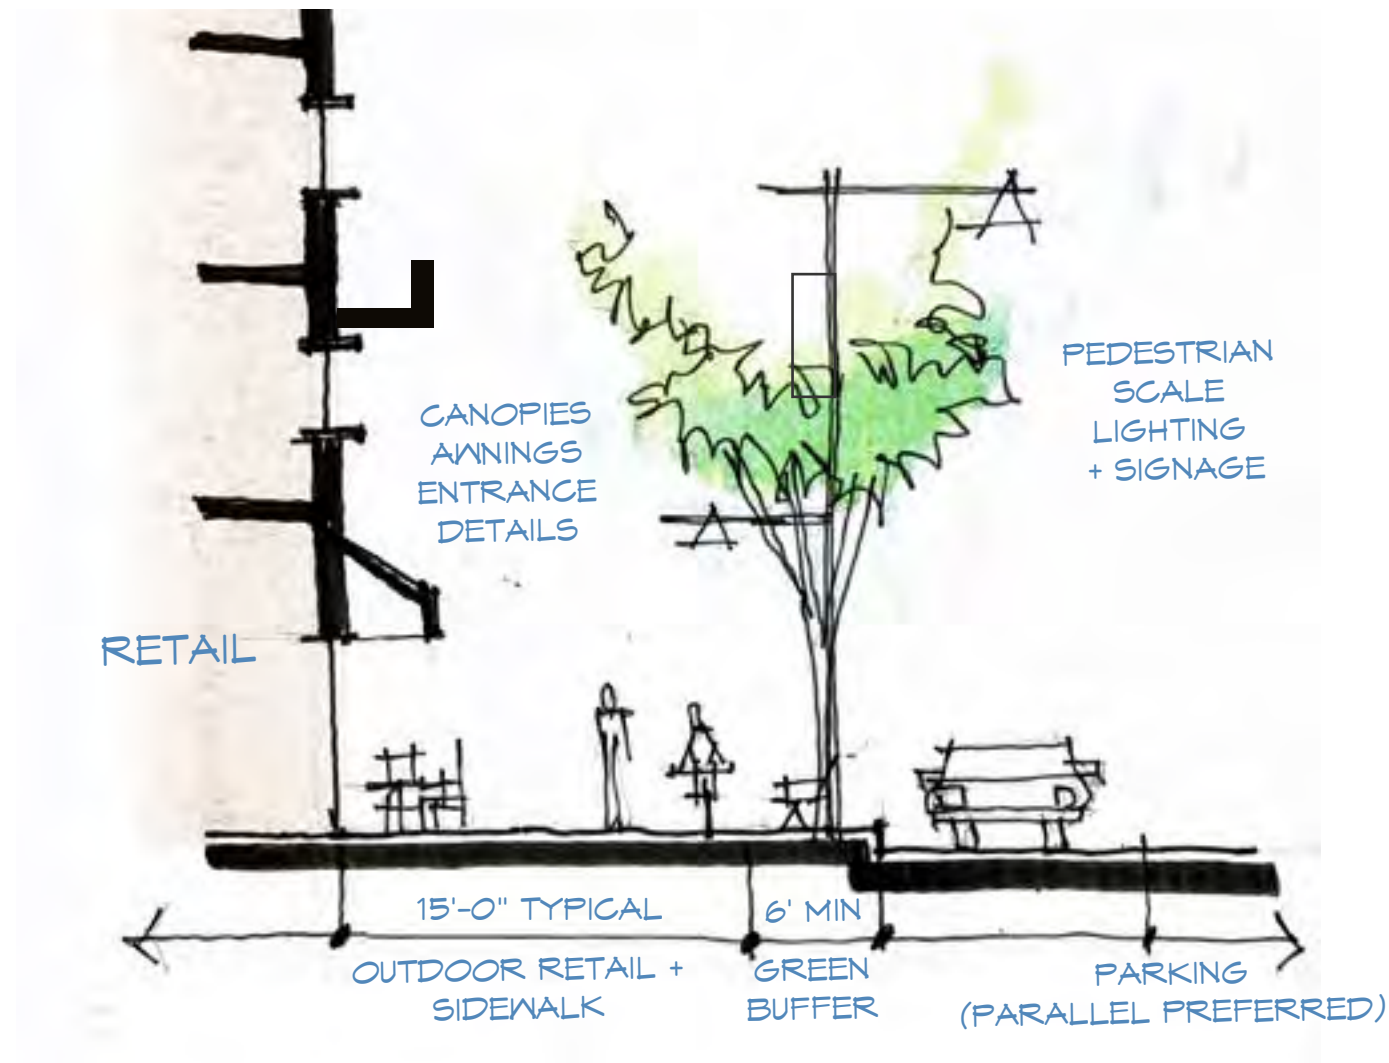 PEDESTRIAN
SCALE
LIGHTING
+ SIGNAGE
CANOPIES
AWNINGS
ENTRANCE
DETAILS
RETAIL
15'-0" TYPICAL
6' MIN
OUTDOOR RETAIL +
SIDEWALK
GREEN
BUFFER
PARKING
(PARALLEL PREFERRED)